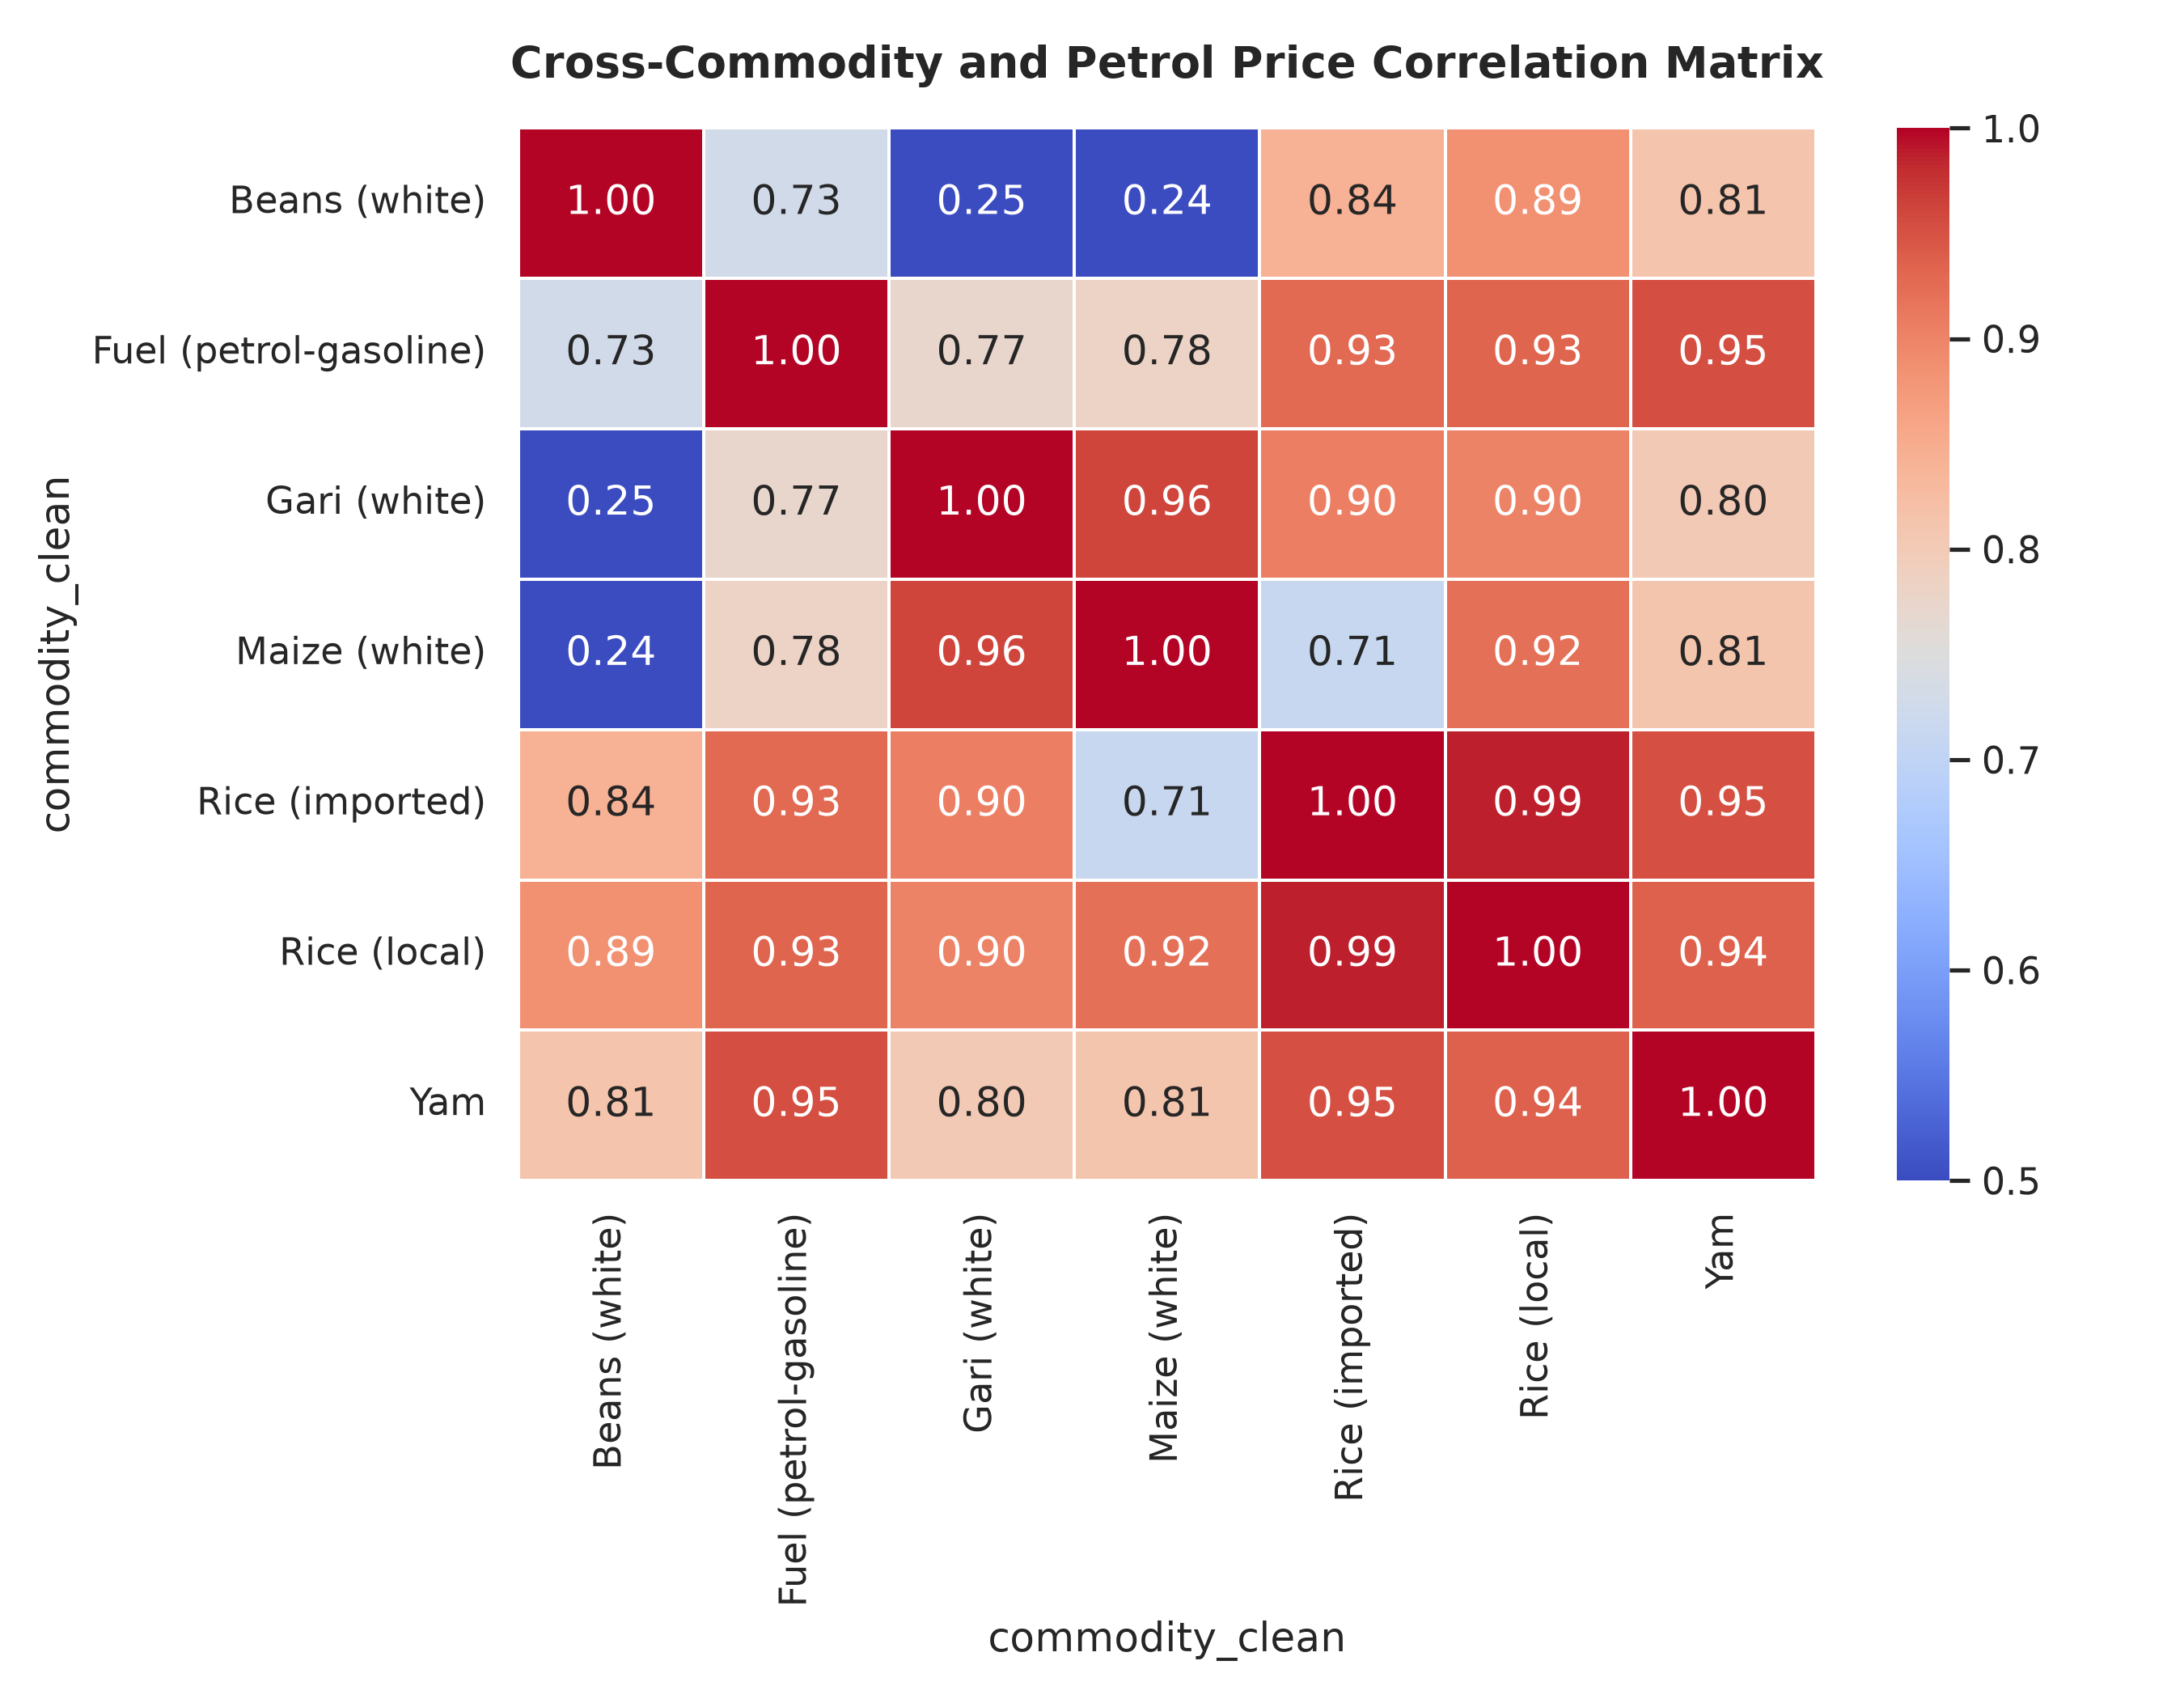 Cross-Commodity and Petrol Price Correlation Matrix
commodity_clean
Beans (white) 1.00 0.73 0.25 0.24 0.84 0.89 0.81
Fuel (petrol-gasoline) 0.73 1.00 0.77 0.78 0.93 0.93 0.95
Gari (white) 0.25 0.77 1.00 0.96 0.90 0.90 0.80
Maize (white) 0.24 0.78 0.96 1.00 0.71 0.92 0.81
Rice (imported) 0.84 0.93 0.90 0.71 1.00 0.99 0.95
Rice (local) 0.89 0.93 0.90 0.92 0.99 1.00 0.94
Yam 0.81 0.95 0.80 0.81 0.95 0.94 1.00
Beans (white)
Fuel (petrol-gasoline)
Gari (white)
Maize (white)
Rice (imported)
Rice (local)
Yam
commodity_clean
1.0
0.9
0.8
0.7
0.6
0.5